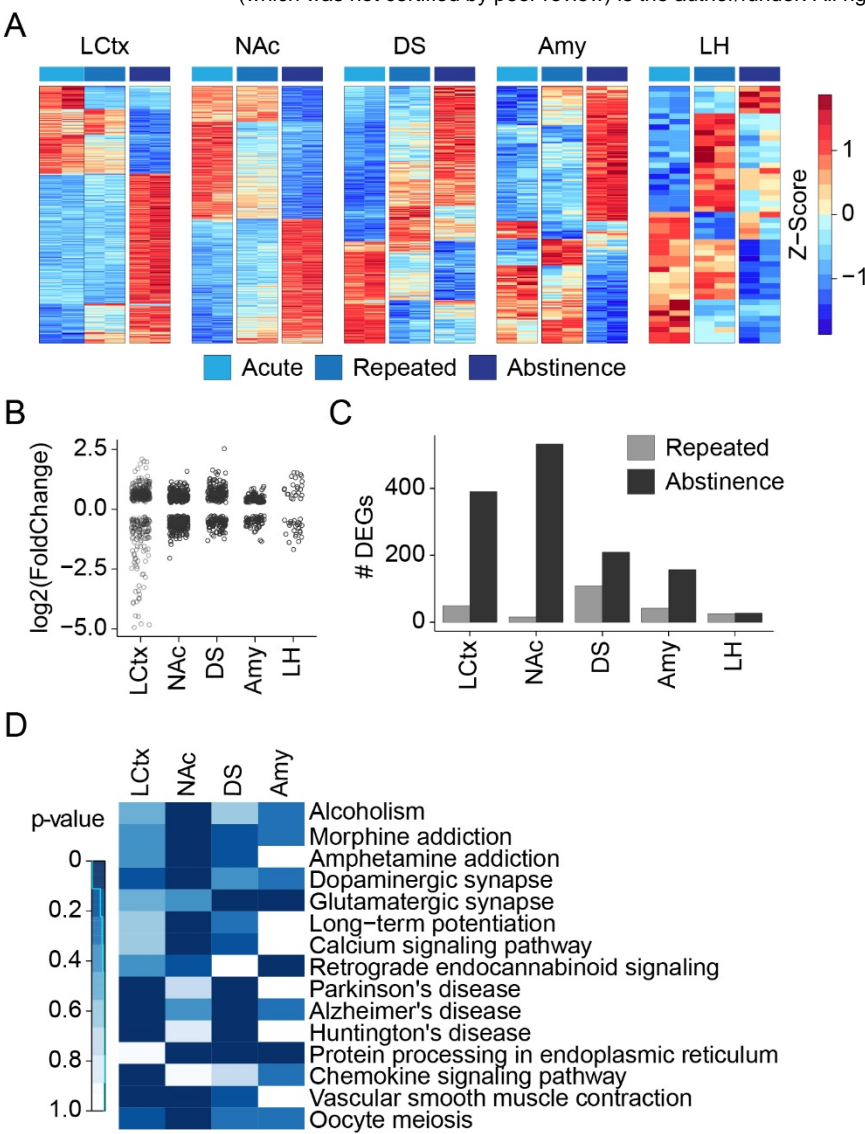 (which was not certified by peer review) is the author/funder. All rig
A
LCtx NAc DS Amy LH
1
0
−1
Z−Score
Acute Repeated Abstinence
B
log2(FoldChange)
2.5
0.0
−2.5
−5.0
LCtx NAc DS Amy LH
C
# DEGs
400
200
0
Repeated
Abstinence
LCtx NAc DS Amy LH
D
LCtx NAc DS Amy
p-value
0
0.2
0.4
0.6
0.8
1.0
Alcoholism
Morphine addiction
Amphetamine addiction
Dopaminergic synapse
Glutamatergic synapse
Long−term potentiation
Calcium signaling pathway
Retrograde endocannabinoid signaling
Parkinson's disease
Alzheimer's disease
Huntington's disease
Protein processing in endoplasmic reticulum
Chemokine signaling pathway
Vascular smooth muscle contraction
Oocyte meiosis